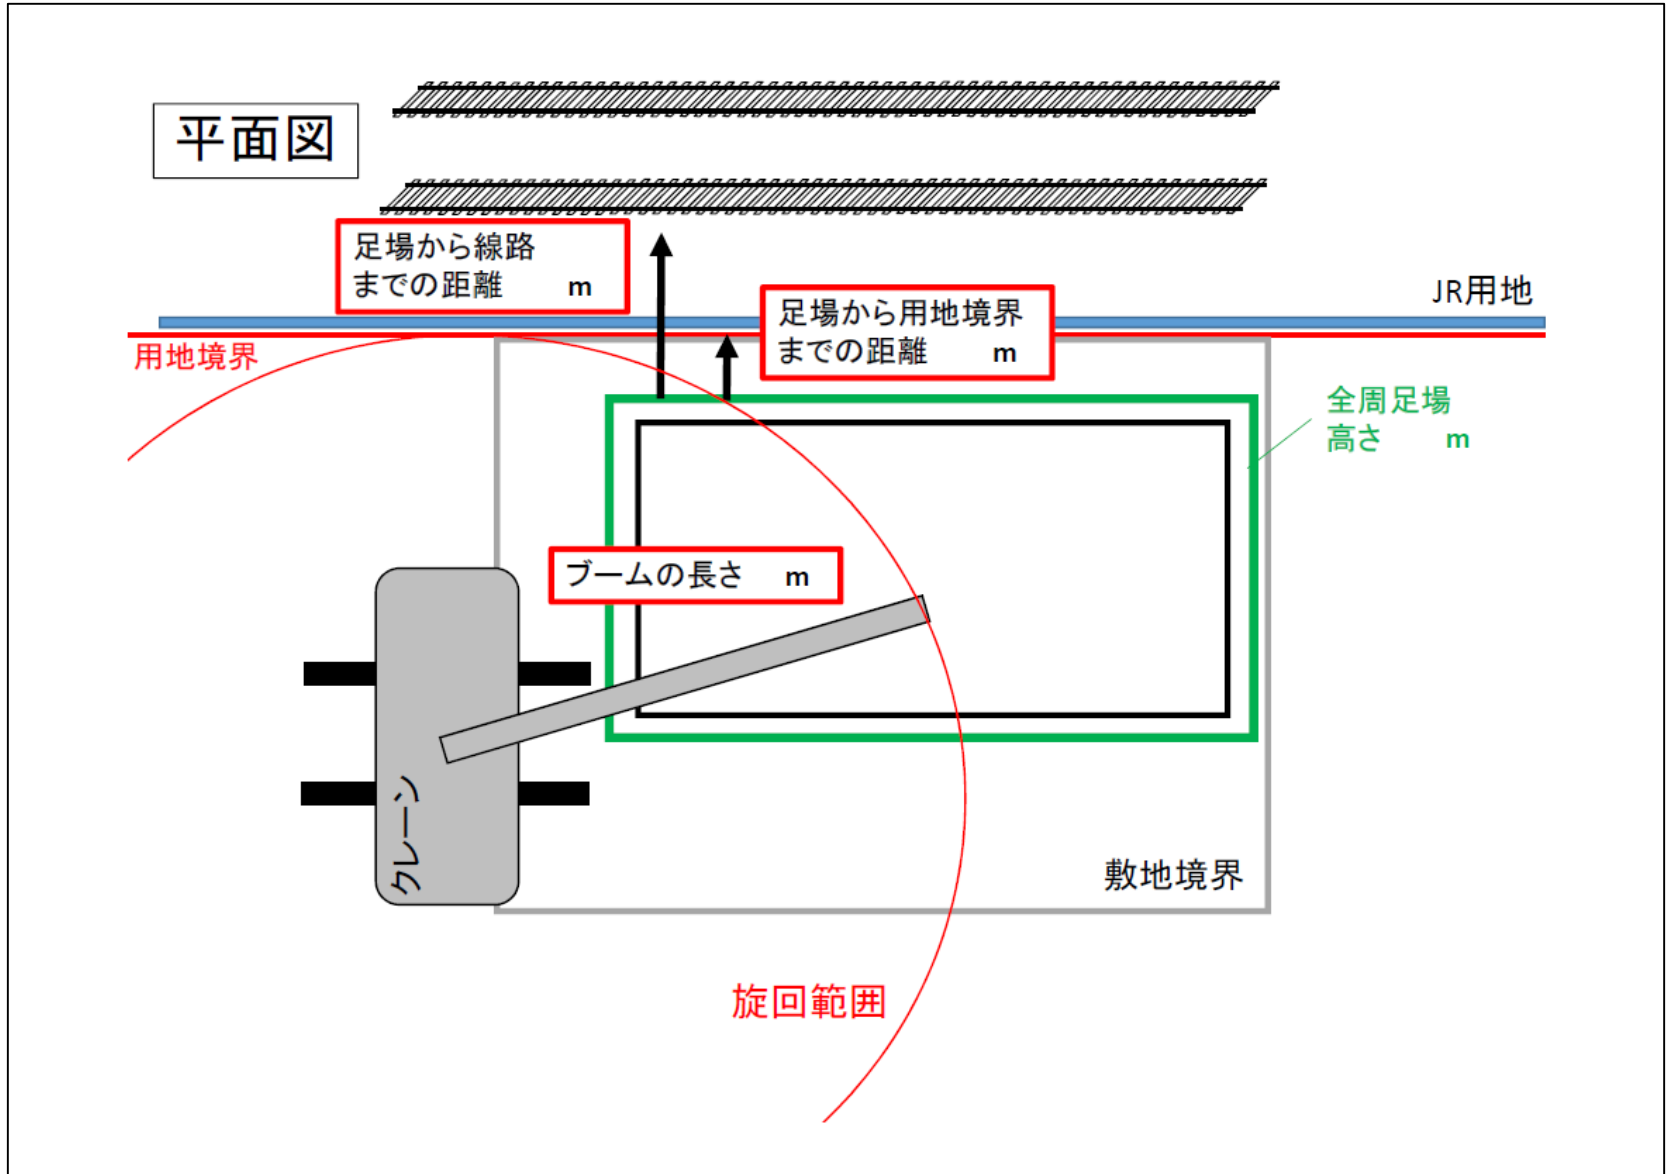 平面図
足場から線路
までの距離 m
JR用地
足場から用地境界
までの距離 m
用地境界
全周足場
高さ m
ブームの長さ m
クレーン
敷地境界
旋回範囲